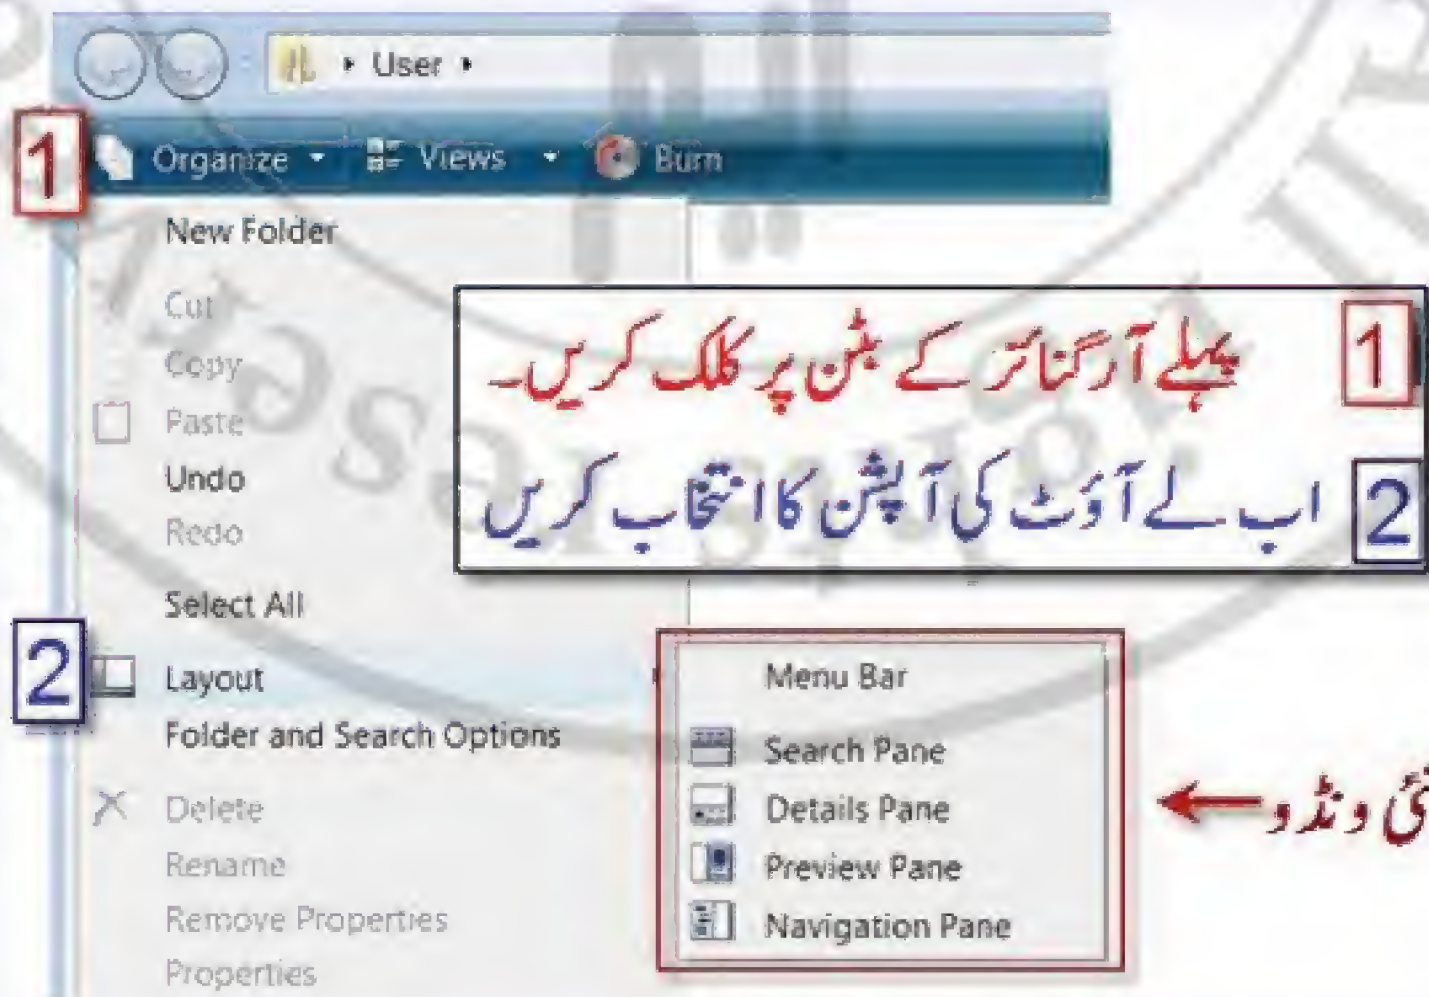 User
1 Organize Views Burn
New Folder
Cut
Copy
Paste
Undo
Redo
Select All
2 Layout
Folder and Search Options
Delete
Rename
Remove Properties
Properties
1 پہلے آرگنائز کے بٹن پر کلک کریں۔
2 اب لے آؤٹ کی آپشن کا انتخاب کریں
Menu Bar
Search Pane
Details Pane
Preview Pane
Navigation Pane
نئی ونڈو